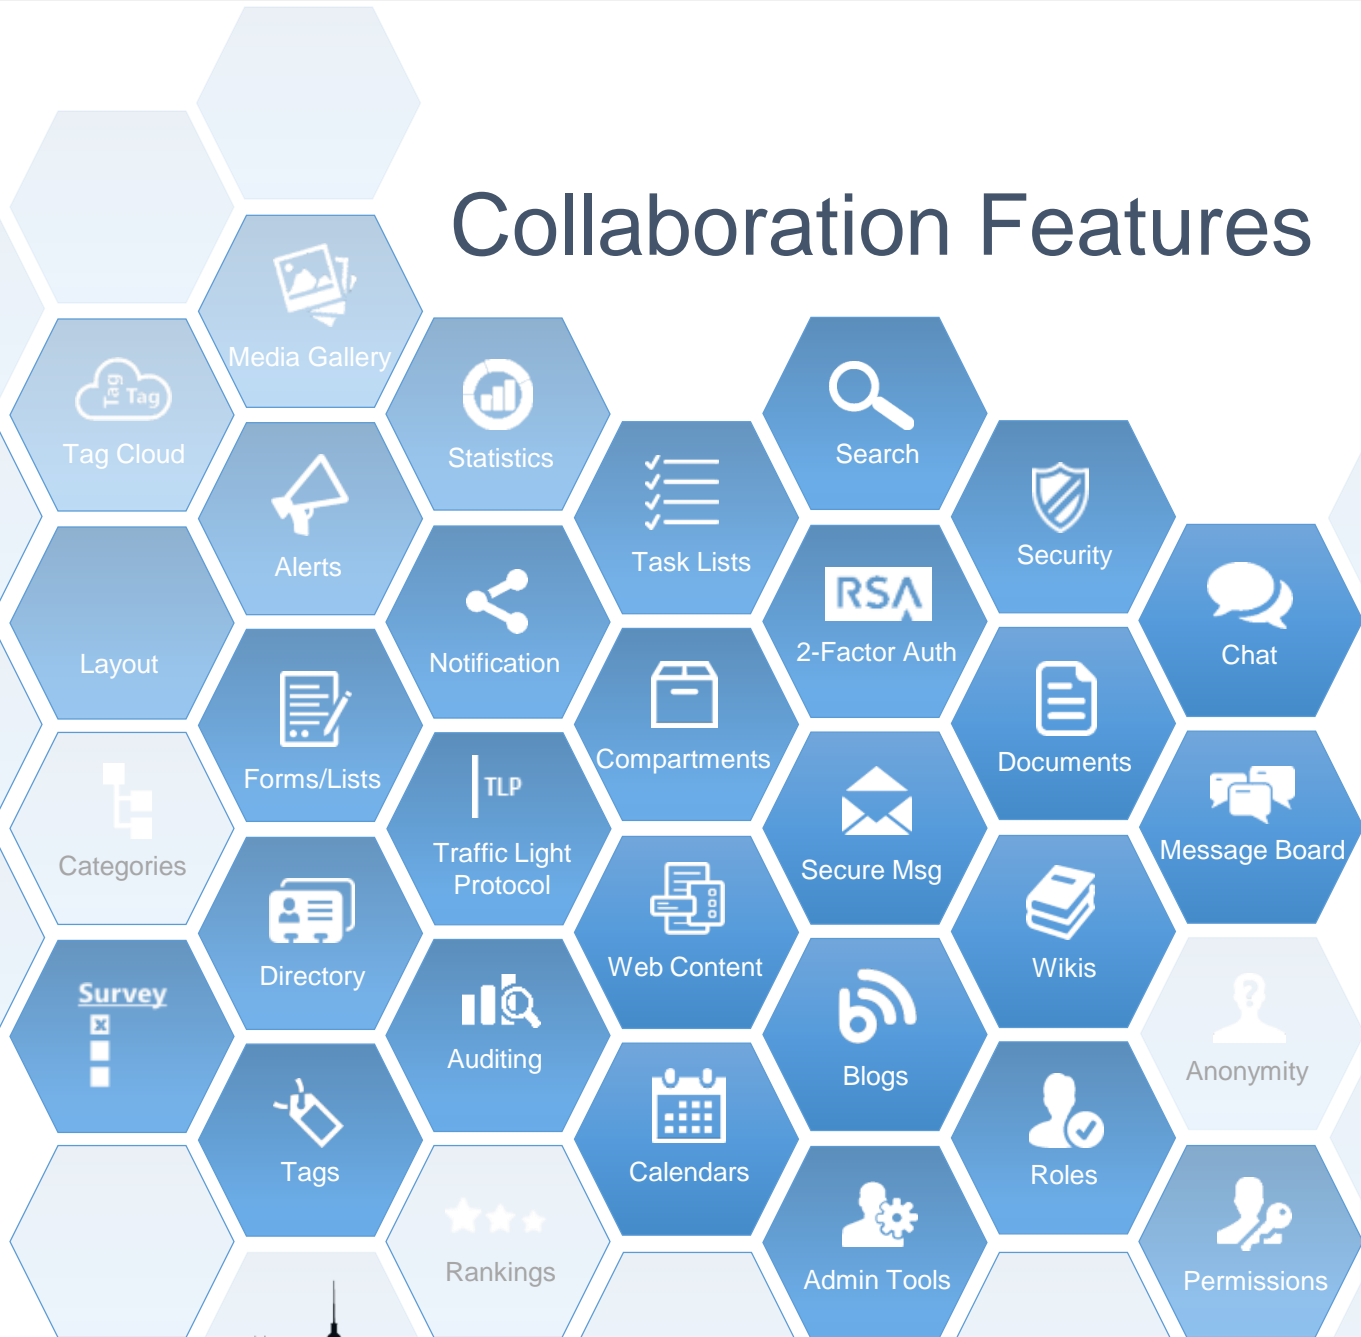 Collaboration Features
Media Gallery
Tag
Tag
Tag Cloud
Statistics
Search
Alerts
Task Lists
Security
Layout
Notification
RSA
2-Factor Auth
Chat
Forms/Lists
Compartments
Documents
Categories
TLP
Traffic Light
Protocol
Secure Msg
Message Board
Directory
Web Content
Wikis
Survey
Auditing
Blogs
Anonymity
Tags
Calendars
Roles
Rankings
Admin Tools
Permissions